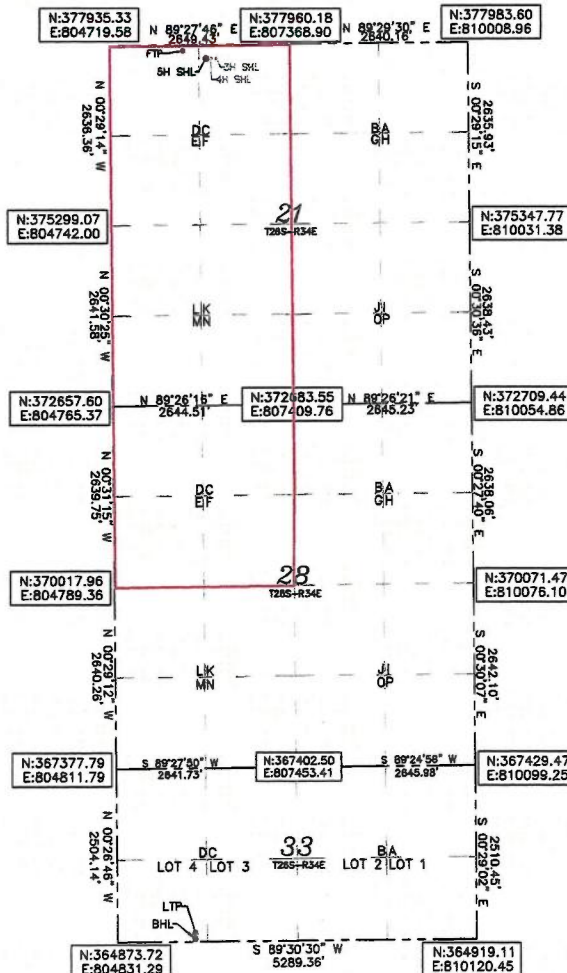 N:377935.33
E:804719.58
N 89°27'46" E
2649.43'
N:377960.18
E:807368.90
N 89°29'30" E
2640.16'
N:377983.60
E:810008.96
FTP
5H SHL
3H SHL
4H SHL
N 00°29'14" W
2636.36'
DC
EF
BA
GH
2635.93'
S 00°29'15" E
N:375299.07
E:804742.00
21
T26S-R34E
N:375347.77
E:810031.38
N 00°30'25" W
2641.58'
LK
MN
JI
OP
2638.43'
S 00°30'36" E
N:372657.60
E:804765.37
N 89°26'16" E
2644.51'
N:372683.55
E:807409.76
N 89°26'21" E
2645.23'
N:372709.44
E:810054.86
N 00°31'15" W
2639.75'
DC
EF
BA
GH
2638.06'
S 00°27'40" E
N:370017.96
E:804789.36
28
T26S-R34E
N:370071.47
E:810076.10
N 00°29'12" W
2640.26'
LK
MN
JI
OP
2642.10'
S 00°30'07" E
N:367377.79
E:804811.79
S 89°27'50" W
2641.73'
N:367402.50
E:807453.41
S 89°24'56" W
2645.98'
N:367429.47
E:810099.25
N 00°26'46" W
2504.14'
DC
LOT 4 LOT 3
33
T26S-R34E
BA
LOT 2 LOT 1
2510.45'
S 00°29'02" E
LTP
BHL
N:364873.72
E:804831.29
S 89°30'30" W
5289.36'
N:364919.11
E:810120.45